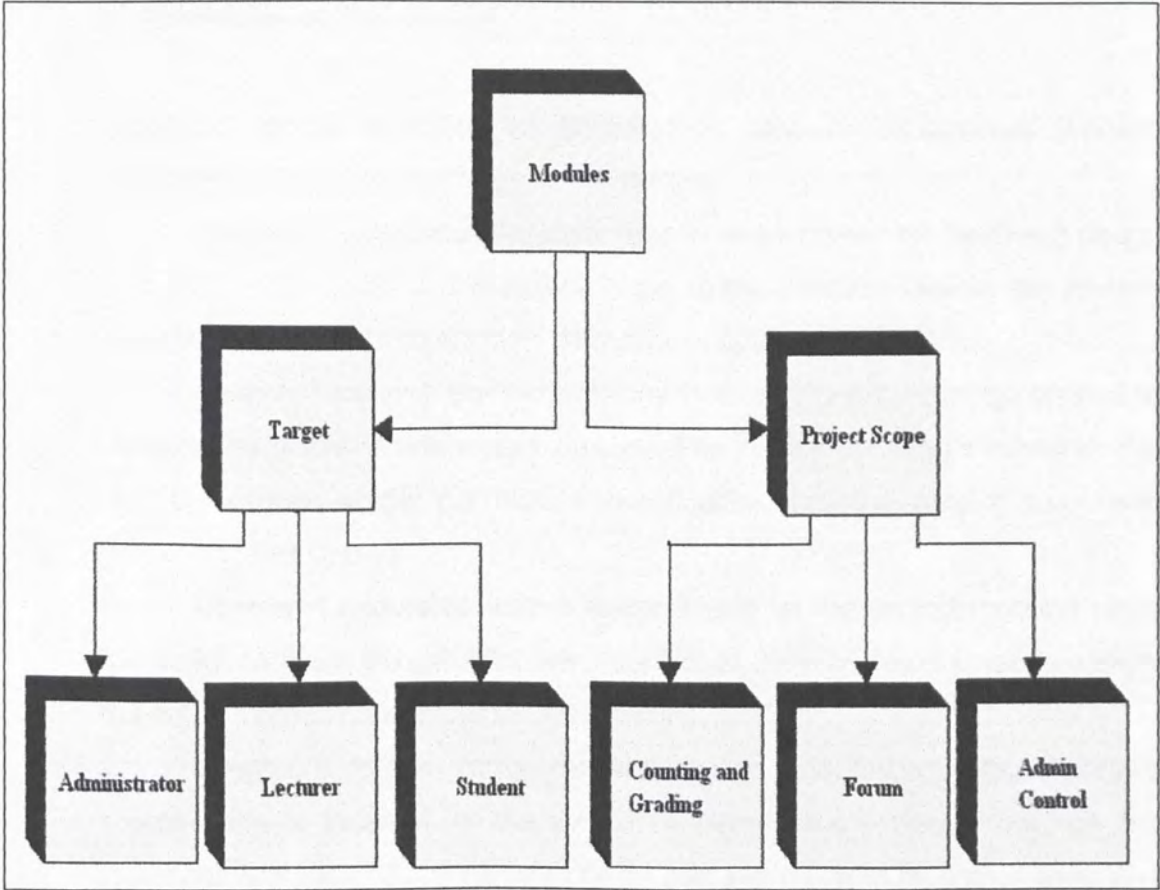 Modules
Target
Project Scope
Administrator
Lecturer
Student
Counting and
Grading
Forum
Admin
Control